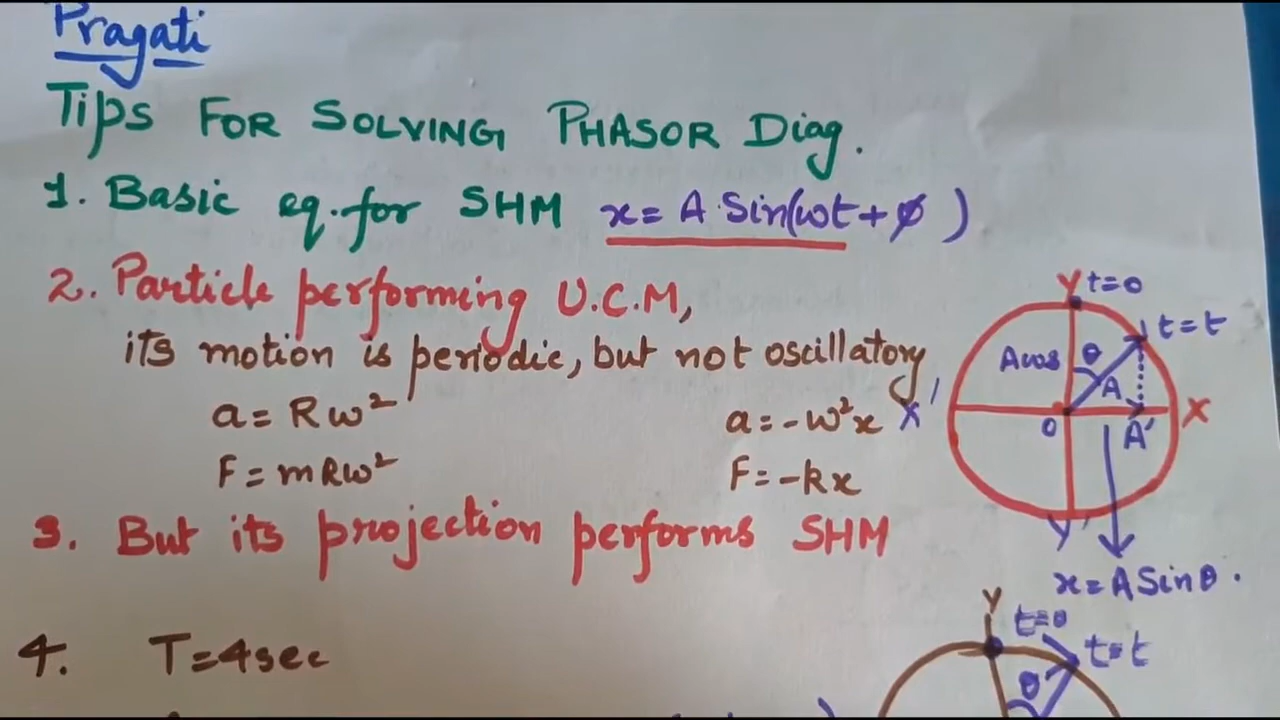 Pragati
Tips FOR SOLVING PHASOR Diag.
1. Basic eq. for SHM x = A Sin(ωt + φ)
2. Particle performing U.C.M,
its motion is periodic, but not oscillatory
a = Rω² a = -ω²x
F = mRω² F = -kx
3. But its projection performs SHM
4. T=4sec
Y t=0
t=t
Acos θ
A
X' O A' X
Y'
x = A Sin θ.
Y
t=0
t=t
θ